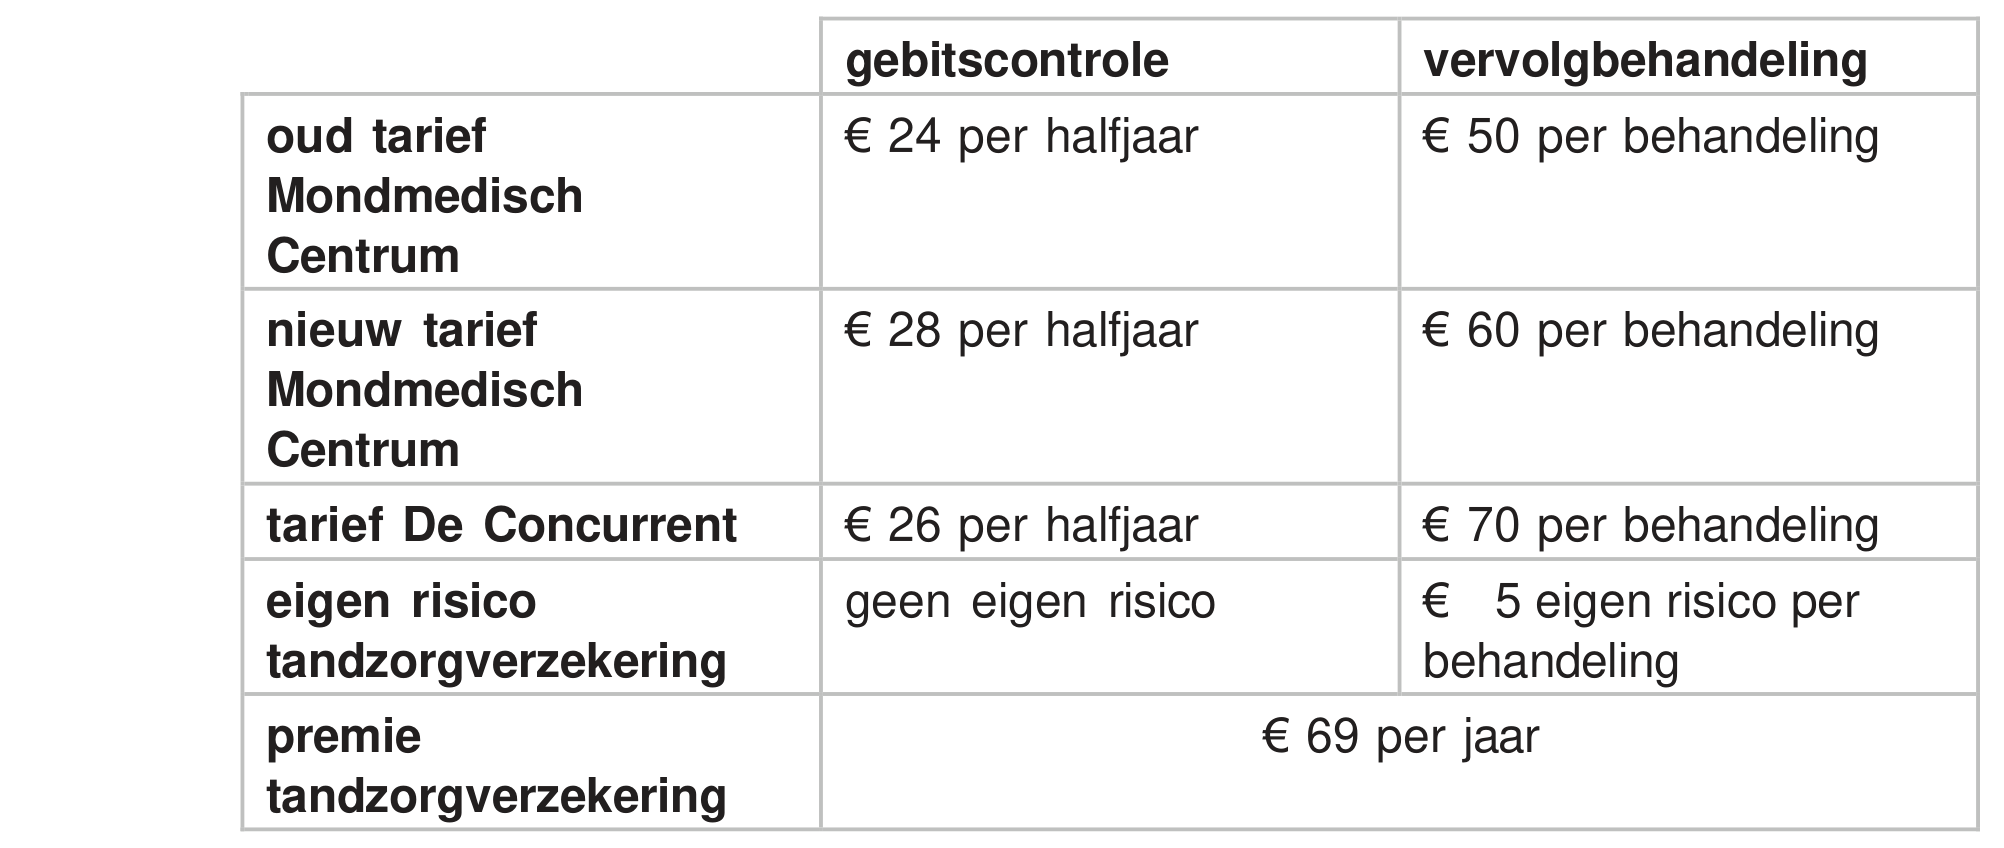 gebitscontrole vervolgbehandeling
oud tarief € 24 per halfjaar € 50 per behandeling
Mondmedisch
Centrum
nieuw tarief € 28 per halfjaar € 60 per behandeling
Mondmedisch
Centrum
tarief De Concurrent € 26 per halfjaar € 70 per behandeling
eigen risico geen eigen risico € 5 eigen risico per
tandzorgverzekering behandeling
premie € 69 per jaar
tandzorgverzekering